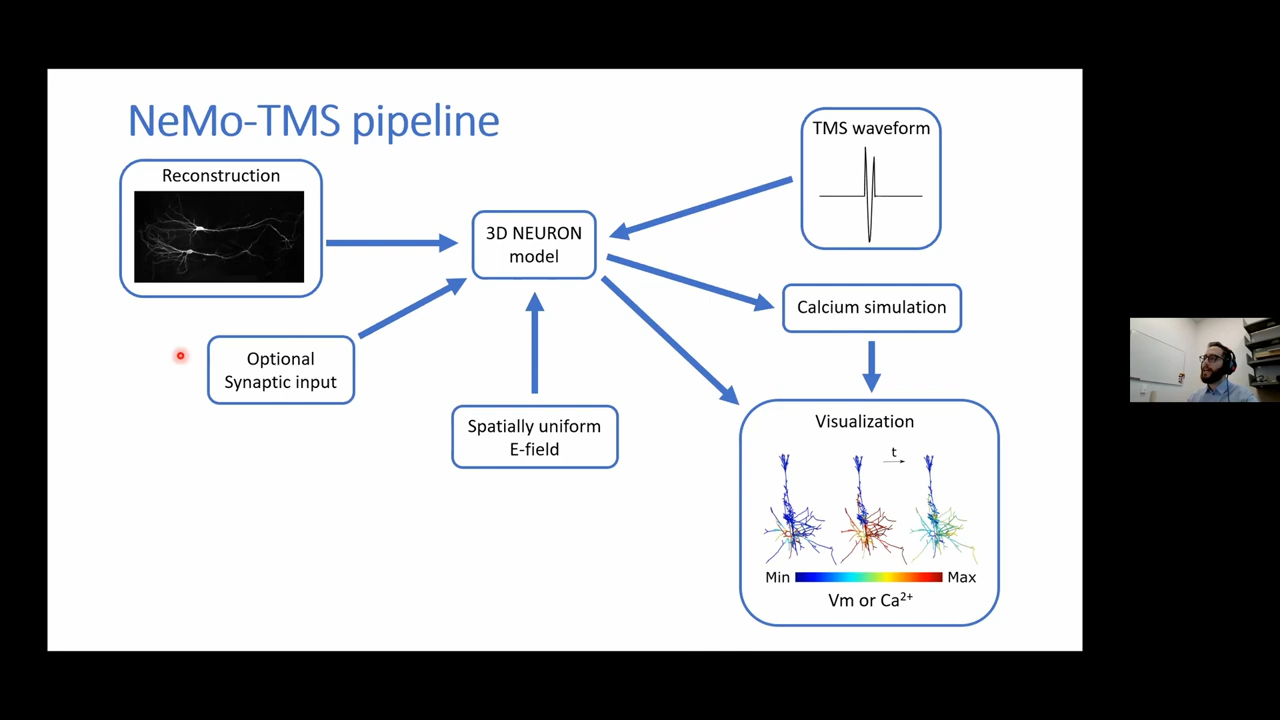 NeMo-TMS pipeline
Reconstruction
TMS waveform
3D NEURON
model
Calcium simulation
Optional
Synaptic input
Spatially uniform
E-field
Visualization
t
Min
Max
Vm or Ca²⁺